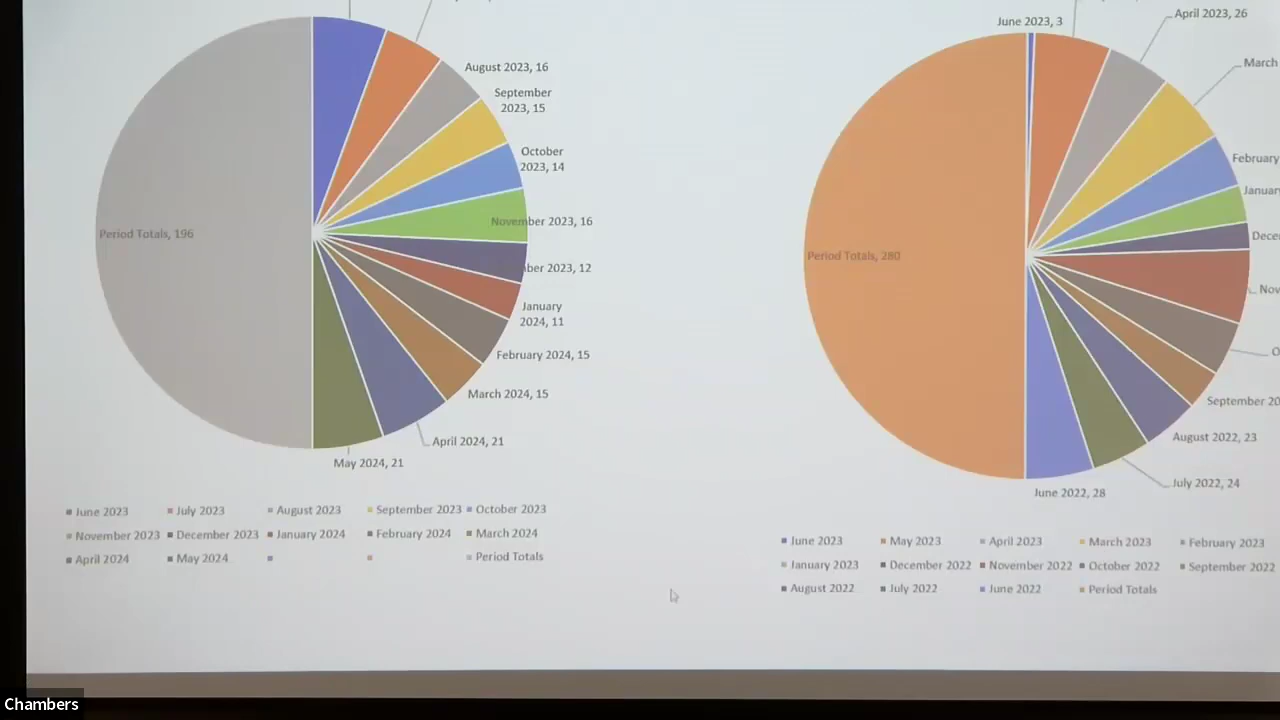 August 2023, 16
September
2023, 15
October
2023, 14
November 2023, 16
ber 2023, 12
January
2024, 11
February 2024, 15
March 2024, 15
April 2024, 21
May 2024, 21
Period Totals, 196
June 2023
July 2023
August 2023
September 2023
October 2023
November 2023
December 2023
January 2024
February 2024
March 2024
April 2024
May 2024
Period Totals
June 2023, 3
April 2023, 26
March
February
Januar
Dece
Nov
O
September 20
August 2022, 23
July 2022, 24
June 2022, 28
Period Totals, 280
June 2023
May 2023
April 2023
March 2023
February 2023
January 2023
December 2022
November 2022
October 2022
September 2022
August 2022
July 2022
June 2022
Period Totals
Chambers